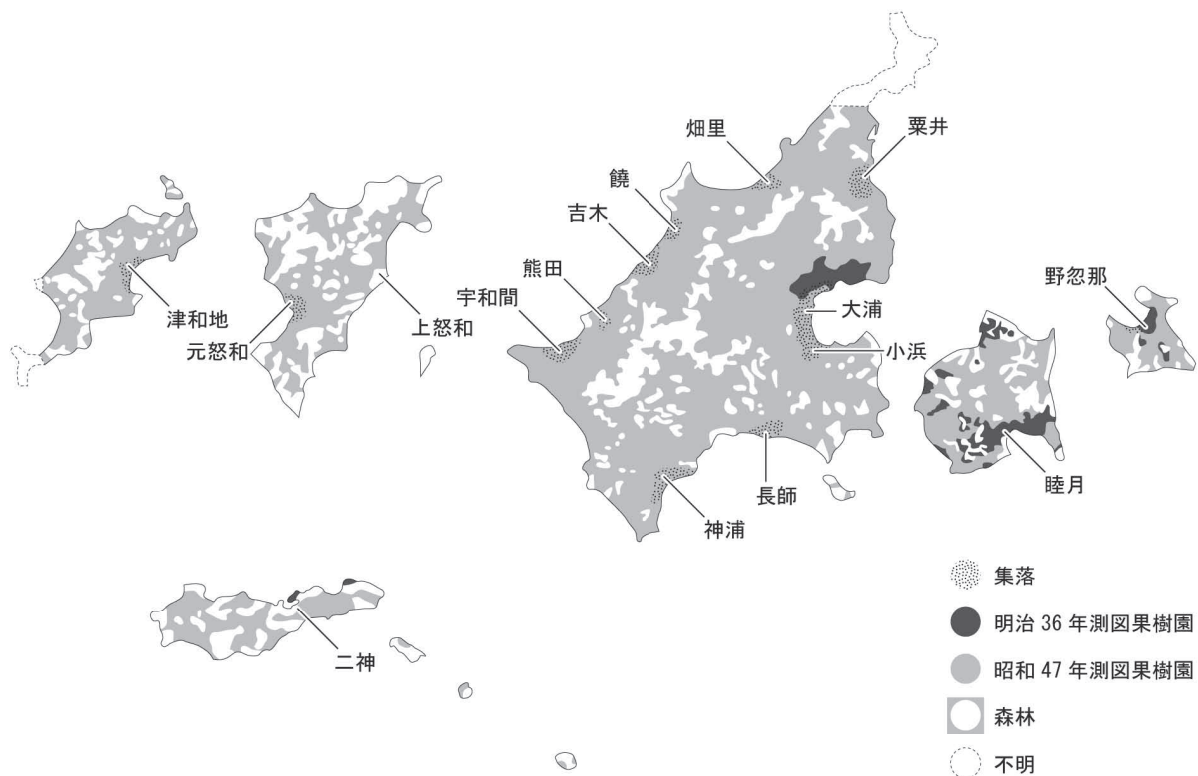 畑里
粟井
饒
吉木
熊田
宇和間
野忽那
大浦
津和地
上怒和
元怒和
小浜
睦月
長師
神浦
二神
集落
明治 36 年測図果樹園
昭和 47 年測図果樹園
森林
不明